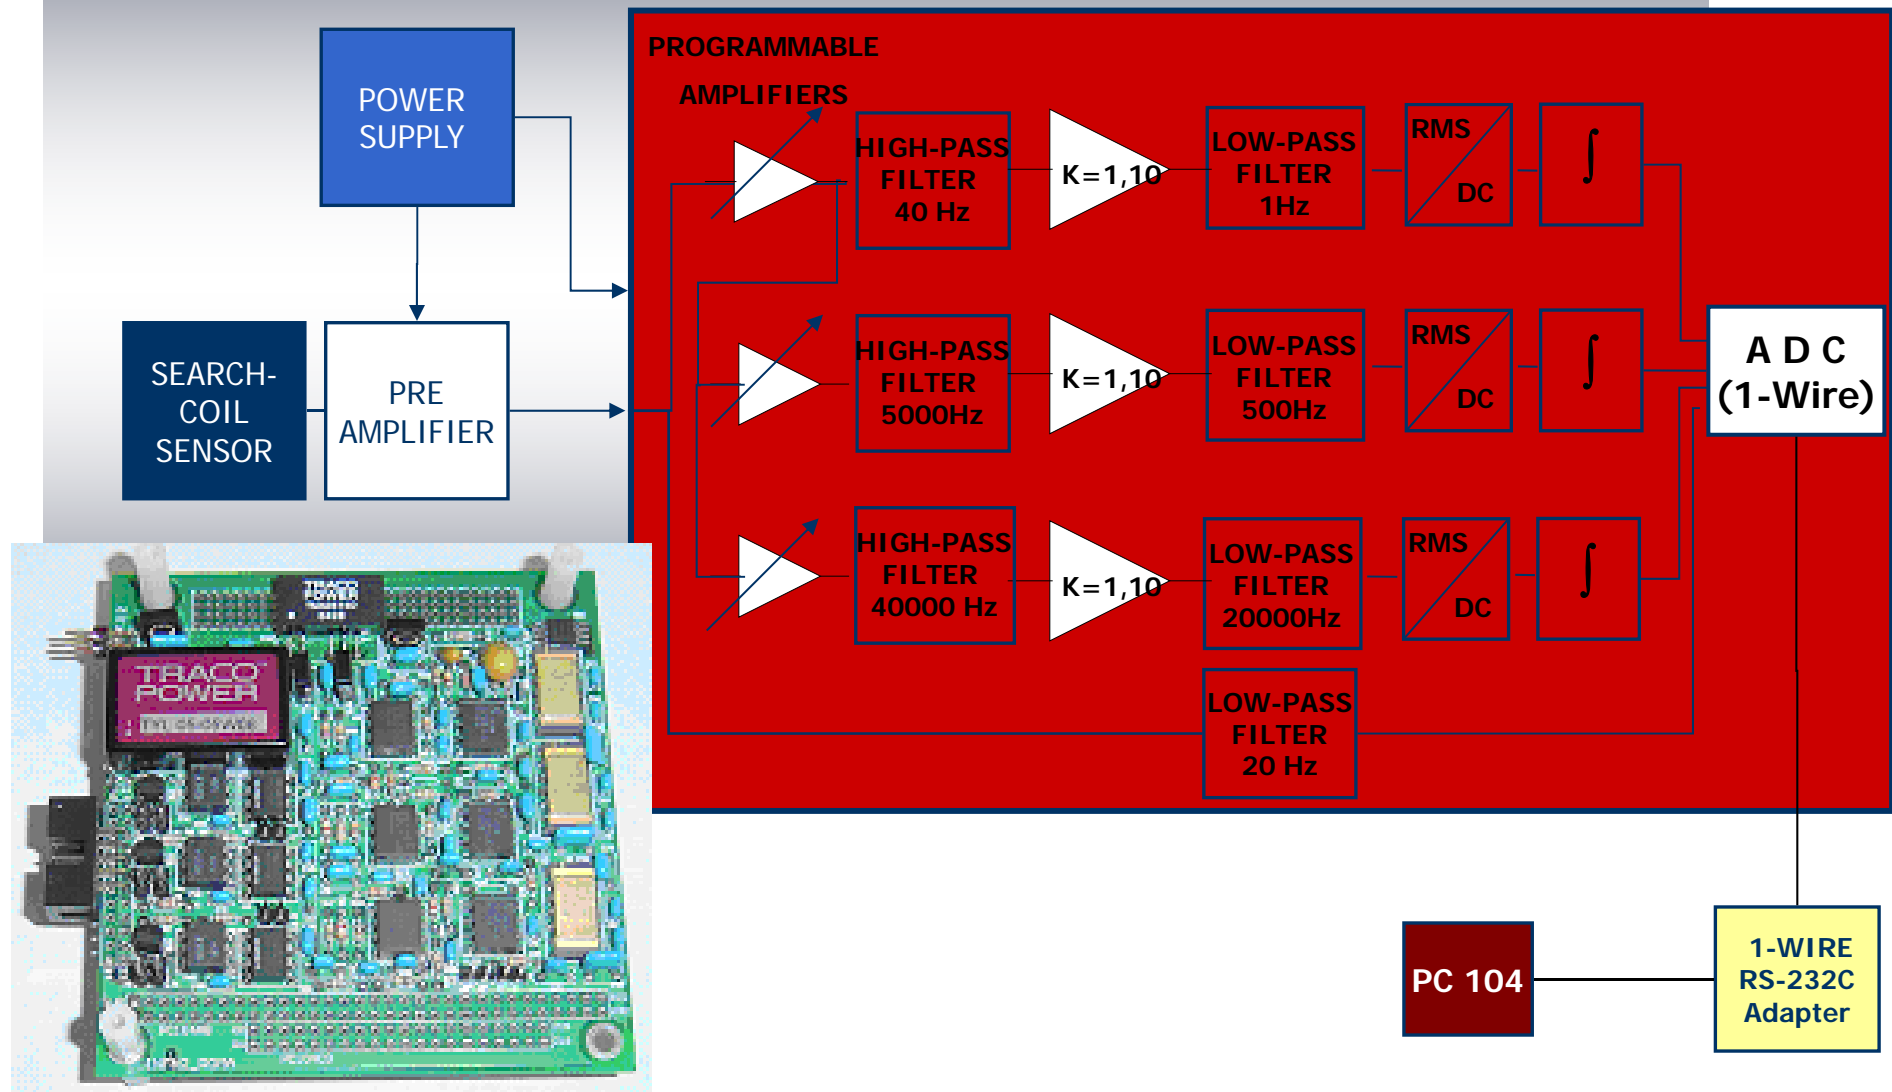 PROGRAMMABLE
AMPLIFIERS
POWER
SUPPLY
SEARCH-
COIL
SENSOR
PRE
AMPLIFIER
HIGH-PASS
FILTER
40 Hz
K=1,10
LOW-PASS
FILTER
1Hz
RMS
DC
∫
HIGH-PASS
FILTER
5000Hz
K=1,10
LOW-PASS
FILTER
500Hz
RMS
DC
∫
HIGH-PASS
FILTER
40000 Hz
K=1,10
LOW-PASS
FILTER
20000Hz
RMS
DC
∫
LOW-PASS
FILTER
20 Hz
A D C
(1-Wire)
1-WIRE
RS-232C
Adapter
PC 104
TRACO
POWER
TRACO
POWER